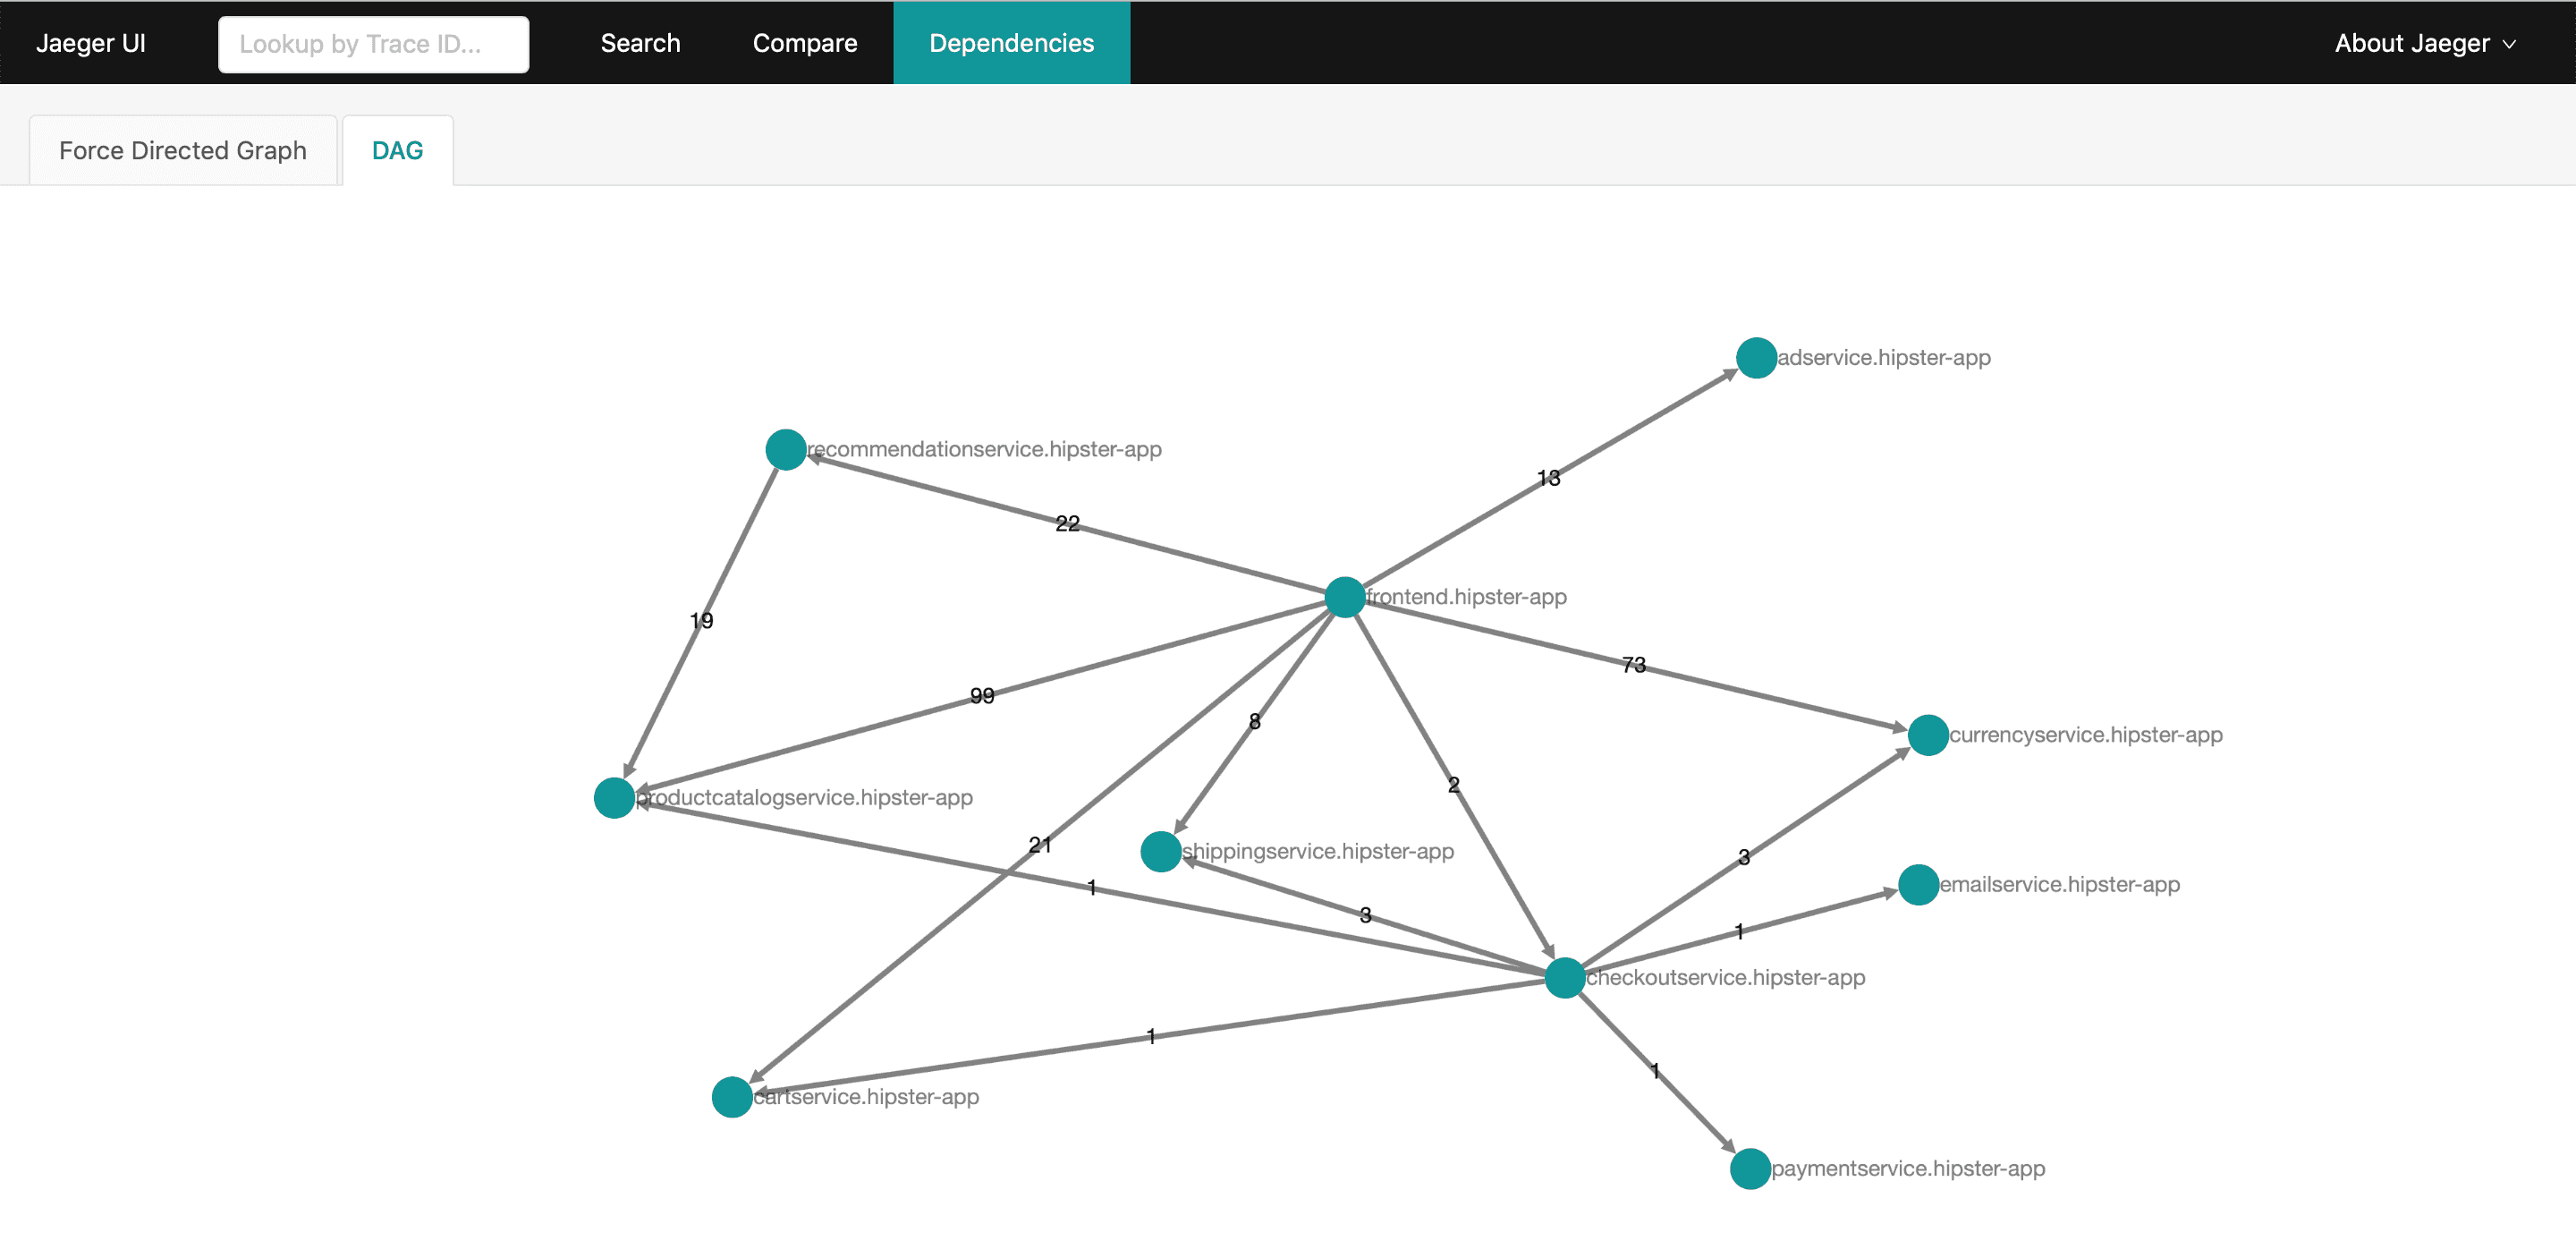 Jaeger UI
Lookup by Trace ID...
Search
Compare
Dependencies
About Jaeger
Force Directed Graph
DAG
adservice.hipster-app
recommendationservice.hipster-app
13
22
frontend.hipster-app
19
73
99
8
currencyservice.hipster-app
2
productcatalogservice.hipster-app
21
shippingservice.hipster-app
3
1
emailservice.hipster-app
3
1
checkoutservice.hipster-app
1
1
cartservice.hipster-app
paymentservice.hipster-app